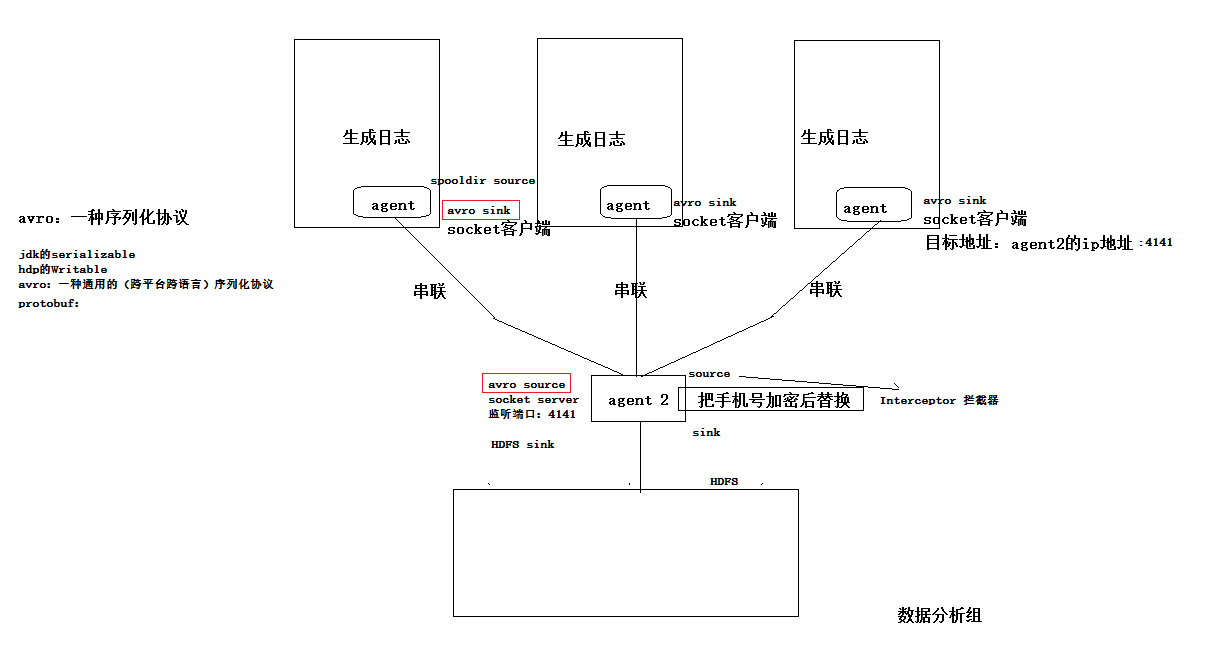 生成日志
生成日志
生成日志
spooldir source
agent
avro sink
socket客户端
agent
avro sink
socket客户端
agent
avro sink
socket客户端
目标地址：agent2的ip地址:4141
avro：一种序列化协议
jdk的serializable
hdp的Writable
avro：一种通用的（跨平台跨语言）序列化协议
protobuf：
串联
串联
串联
avro source
socket server
监听端口：4141
HDFS sink
agent 2
source
把手机号加密后替换
Interceptor 拦截器
sink
HDFS
数据分析组